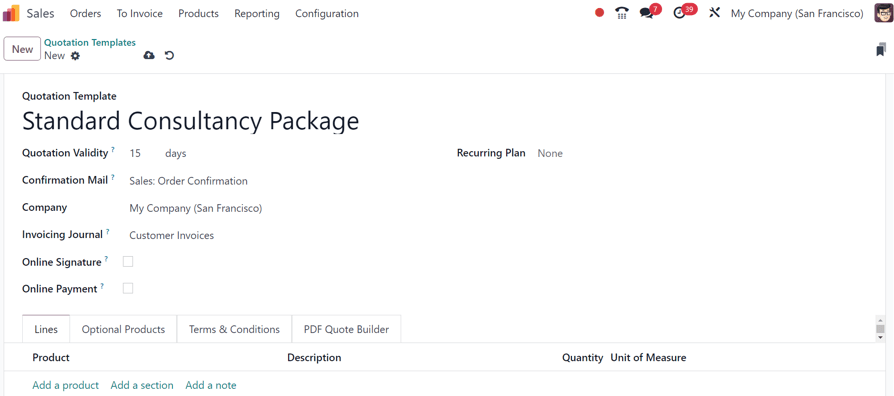 Sales Orders To Invoice Products Reporting Configuration 7 39 My Company (San Francisco)
New Quotation Templates
New
Quotation Template
Standard Consultancy Package
Quotation Validity ? 15 days Recurring Plan None
Confirmation Mail ? Sales: Order Confirmation
Company My Company (San Francisco)
Invoicing Journal ? Customer Invoices
Online Signature ?
Online Payment ?
Lines Optional Products Terms & Conditions PDF Quote Builder
Product Description Quantity Unit of Measure
Add a product Add a section Add a note